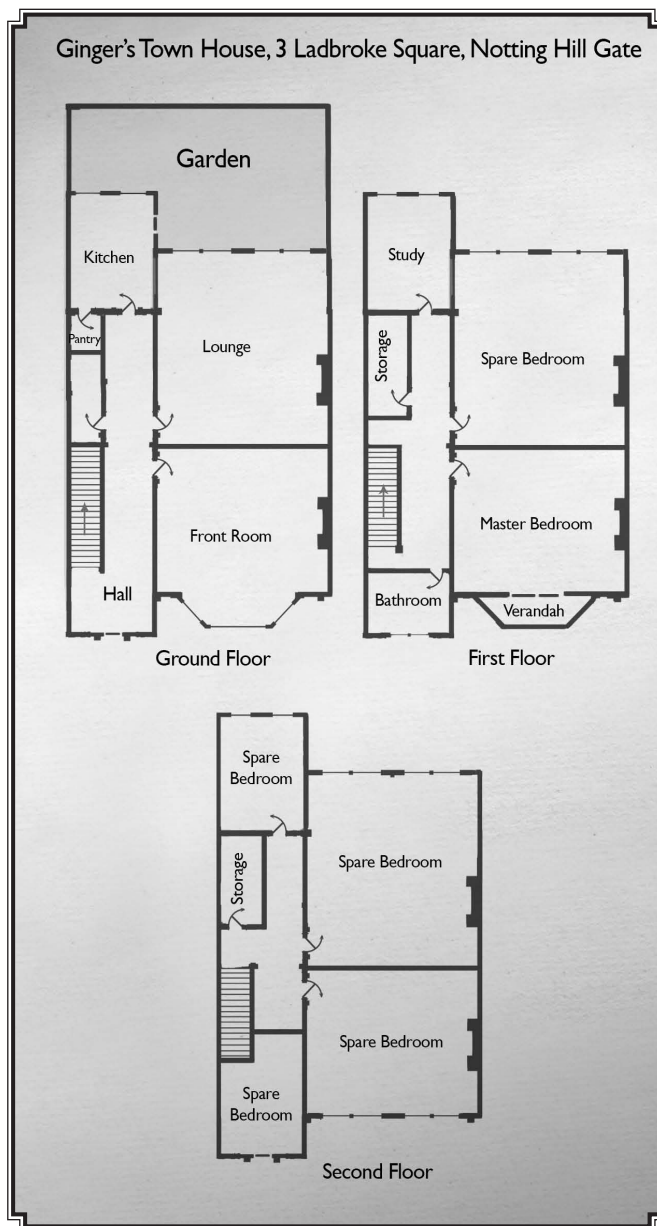 Ginger's Town House, 3 Ladbroke Square, Notting Hill Gate
Garden
Kitchen
Pantry
Lounge
Front Room
Hall
Ground Floor
Study
Storage
Spare Bedroom
Master Bedroom
Bathroom
Verandah
First Floor
Spare
Bedroom
Storage
Spare Bedroom
Spare Bedroom
Spare
Bedroom
Second Floor